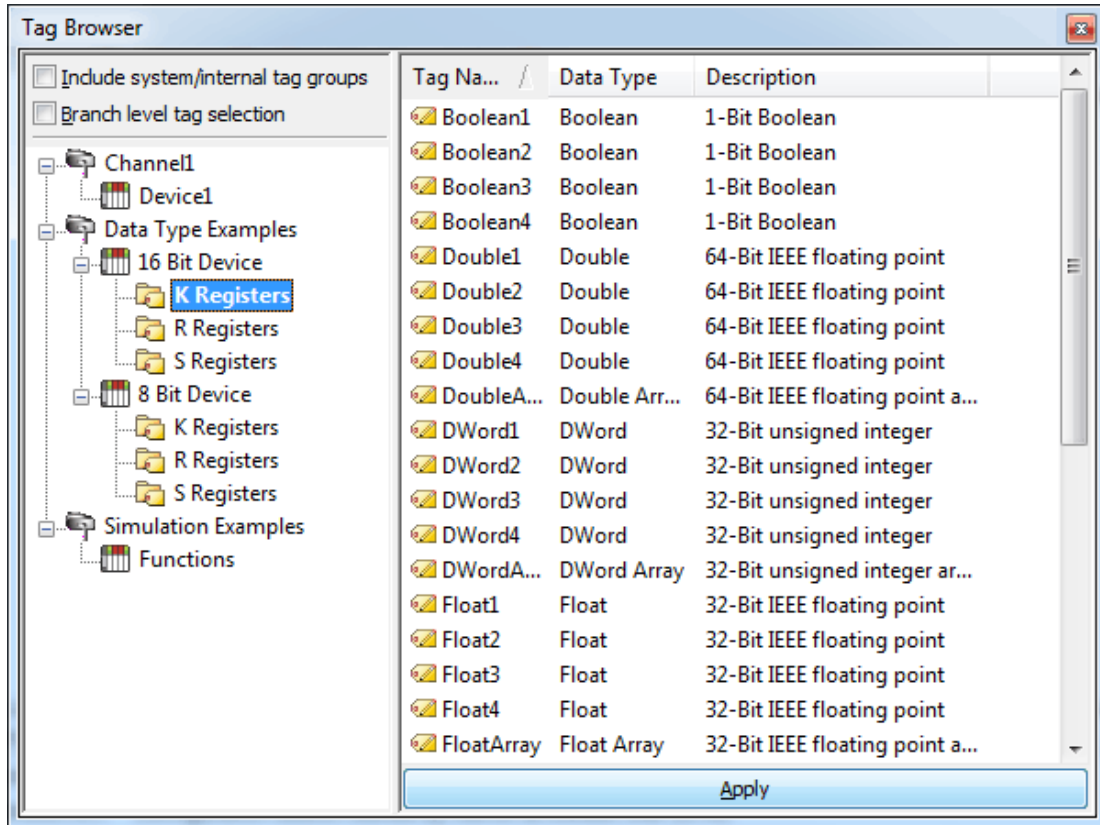 Tag Browser
Include system/internal tag groups
Branch level tag selection
Channel1
Device1
Data Type Examples
16 Bit Device
K Registers
R Registers
S Registers
8 Bit Device
K Registers
R Registers
S Registers
Simulation Examples
Functions
Tag Na... Data Type Description
Boolean1 Boolean 1-Bit Boolean
Boolean2 Boolean 1-Bit Boolean
Boolean3 Boolean 1-Bit Boolean
Boolean4 Boolean 1-Bit Boolean
Double1 Double 64-Bit IEEE floating point
Double2 Double 64-Bit IEEE floating point
Double3 Double 64-Bit IEEE floating point
Double4 Double 64-Bit IEEE floating point
DoubleA... Double Arr... 64-Bit IEEE floating point a...
DWord1 DWord 32-Bit unsigned integer
DWord2 DWord 32-Bit unsigned integer
DWord3 DWord 32-Bit unsigned integer
DWord4 DWord 32-Bit unsigned integer
DWordA... DWord Array 32-Bit unsigned integer ar...
Float1 Float 32-Bit IEEE floating point
Float2 Float 32-Bit IEEE floating point
Float3 Float 32-Bit IEEE floating point
Float4 Float 32-Bit IEEE floating point
FloatArray Float Array 32-Bit IEEE floating point a...
Apply